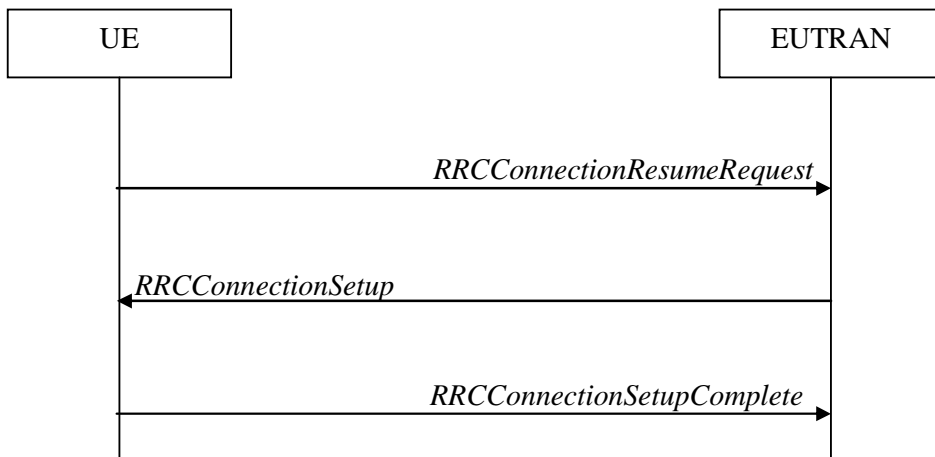 UE
EUTRAN
RRCConnectionResumeRequest
RRCConnectionSetup
RRCConnectionSetupComplete